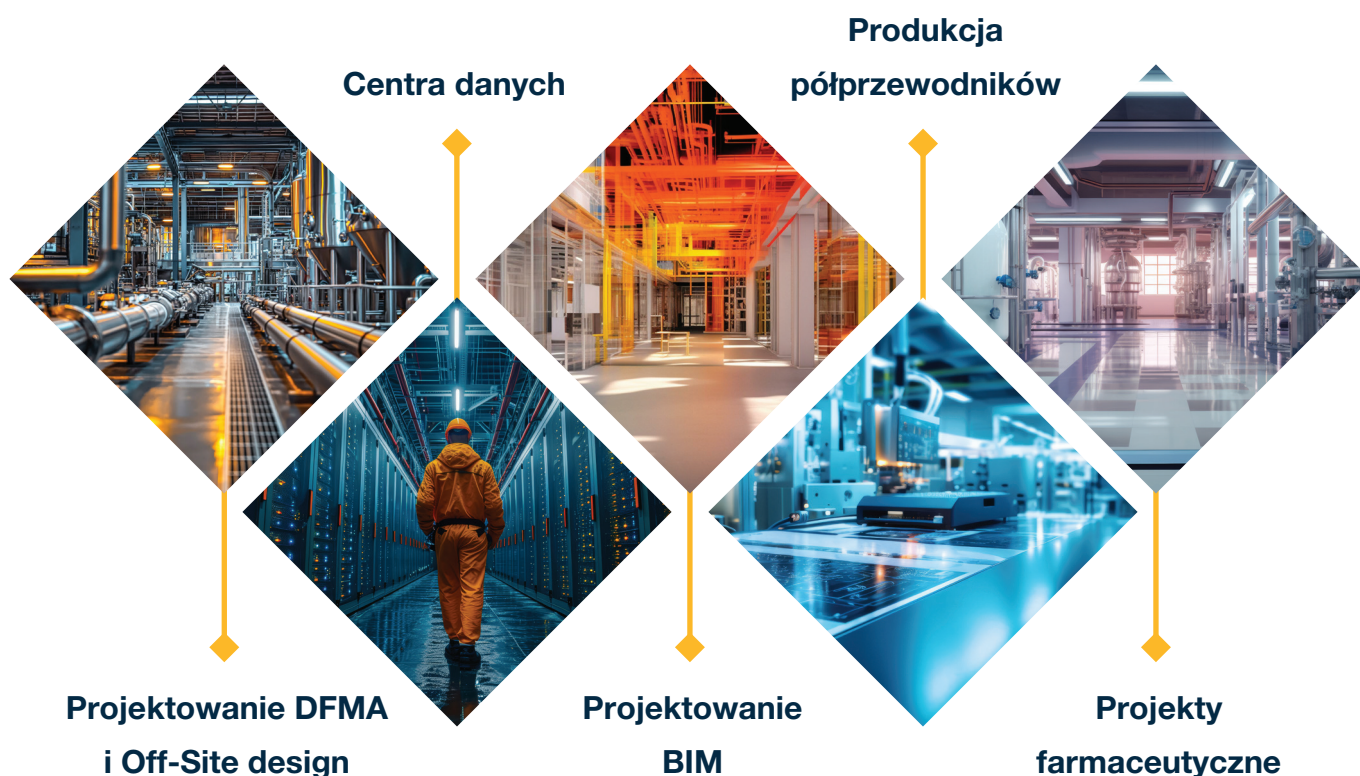 Produkcja
półprzewodników
Centra danych
Projektowanie DFMA
i Off-Site design
Projektowanie
BIM
Projekty
farmaceutyczne